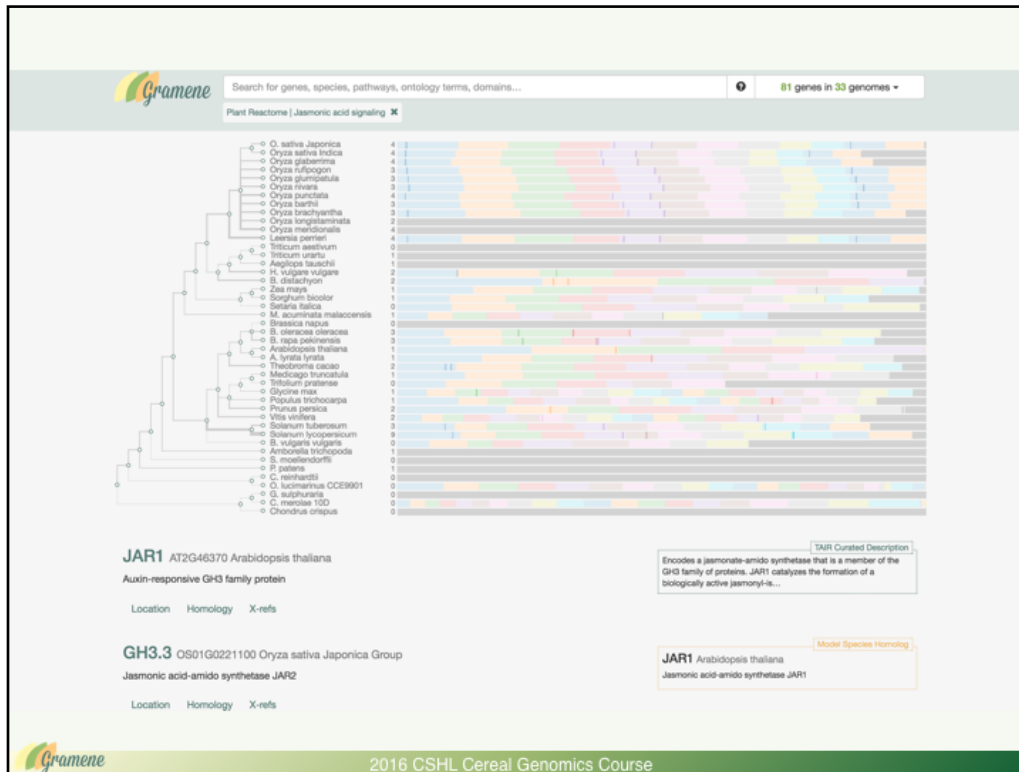 Gramene
Search for genes, species, pathways, ontology terms, domains...
81 genes in 33 genomes
Plant Reactome | Jasmonic acid signaling ✖
O. sativa Japonica 4
Oryza sativa Indica 4
Oryza glaberrima 4
Oryza rufipogon 3
Oryza glumipatula 3
Oryza nivara 3
Oryza punctata 4
Oryza barthii 3
Oryza brachyantha 3
Oryza longistaminata 2
Oryza meridionalis 4
Leersia perrieri 4
Triticum aestivum 0
Triticum urartu 1
Aegilops tauschii 1
H. vulgare vulgare 2
B. distachyon 2
Zea mays 1
Sorghum bicolor 1
Setaria italica 0
M. acuminata malaccensis 1
Brassica napus 0
B. oleracea oleracea 3
B. rapa pekinensis 3
Arabidopsis thaliana 1
A. lyrata lyrata 1
Theobroma cacao 2
Medicago truncatula 1
Trifolium pratense 0
Glycine max 1
Populus trichocarpa 1
Prunus persica 2
Vitis vinifera 2
Solanum tuberosum 3
Solanum lycopersicum 9
B. vulgaris vulgaris 0
Amborella trichopoda 1
S. moellendorffii 0
P. patens 1
C. reinhardtii 0
O. lucimarinus CCE9901 0
G. sulphuraria 0
C. merolae 10D 0
Chondrus crispus 0
JAR1 AT2G46370 Arabidopsis thaliana
Auxin-responsive GH3 family protein
Location Homology X-refs
TAIR Curated Description
Encodes a jasmonate-amido synthetase that is a member of the
GH3 family of proteins. JAR1 catalyzes the formation of a
biologically active jasmonyl-is...
GH3.3 OS01G0221100 Oryza sativa Japonica Group
Jasmonic acid-amido synthetase JAR2
Location Homology X-refs
Model Species Homolog
JAR1 Arabidopsis thaliana
Jasmonic acid-amido synthetase JAR1
Gramene
2016 CSHL Cereal Genomics Course